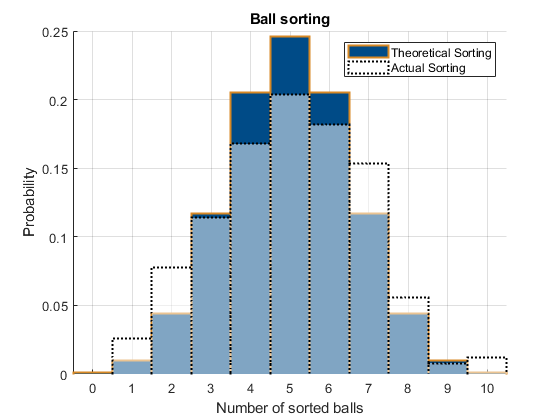 Ball sorting
Theoretical Sorting
Actual Sorting
0.25
0.2
0.15
0.1
0.05
0
Probability
0 1 2 3 4 5 6 7 8 9 10
Number of sorted balls